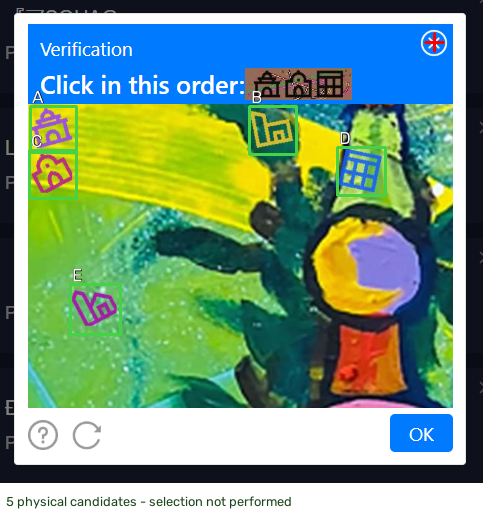 Verification
Click in this order:
A
B
C
D
E
OK
5 physical candidates - selection not performed